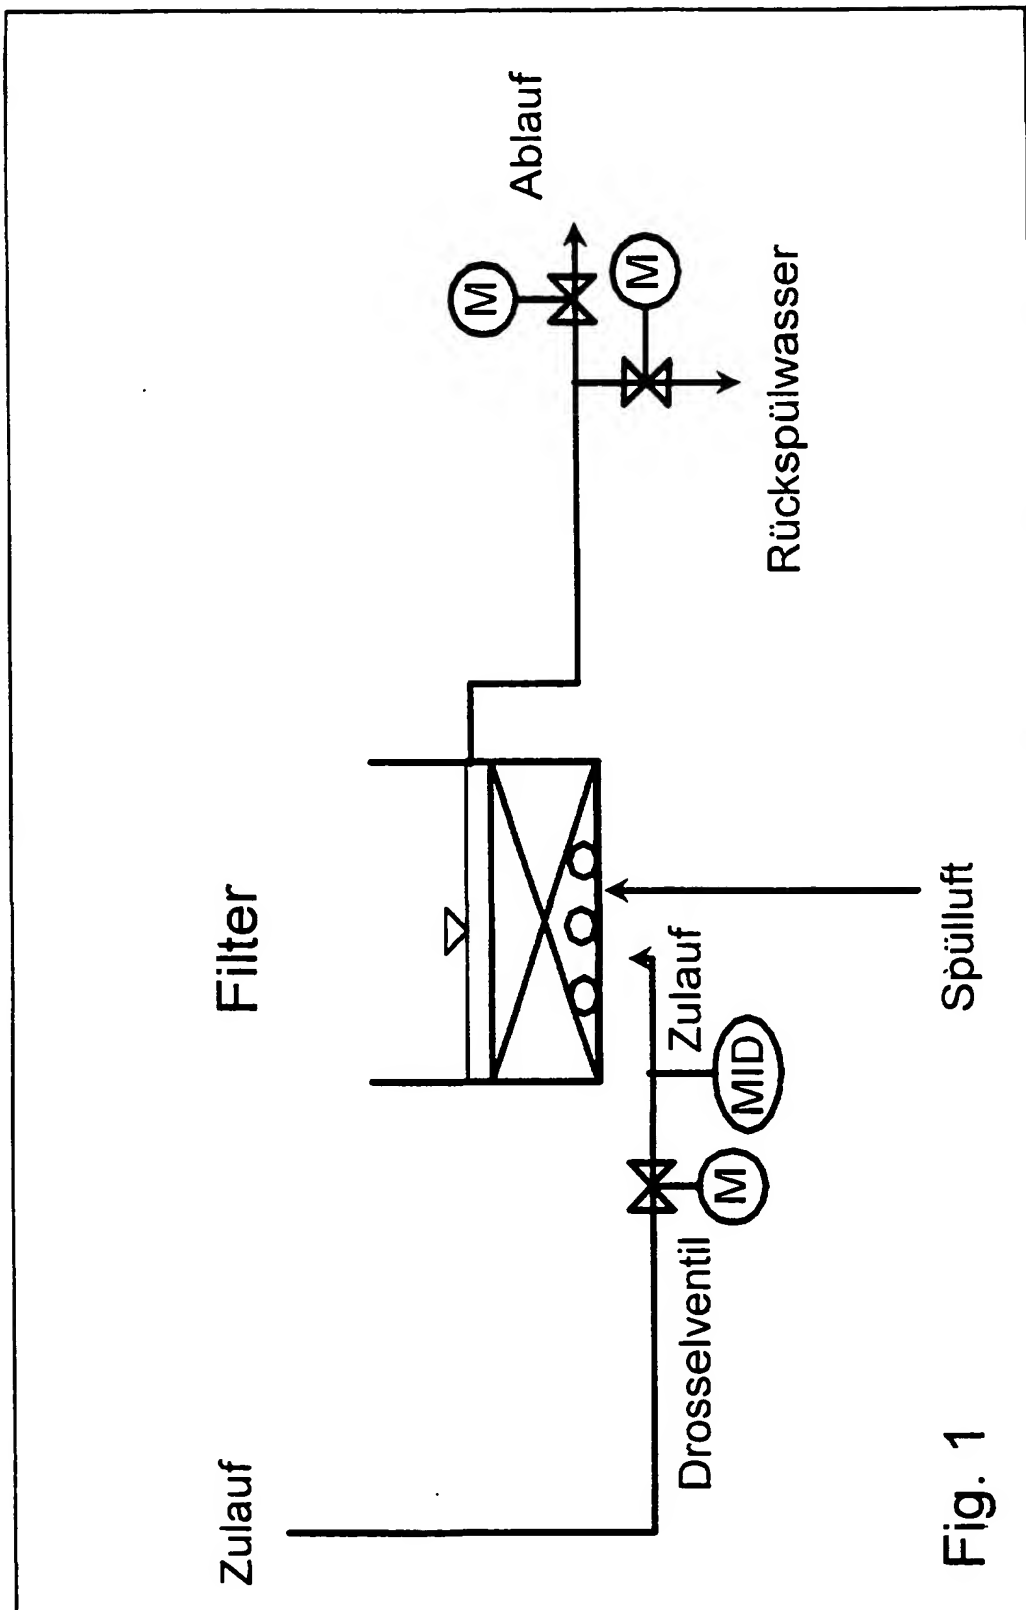 Zulauf
Filter
Ablauf
M
M
Rückspülwasser
Drosselventil
M
MID
Zulauf
Spülluft
Fig. 1